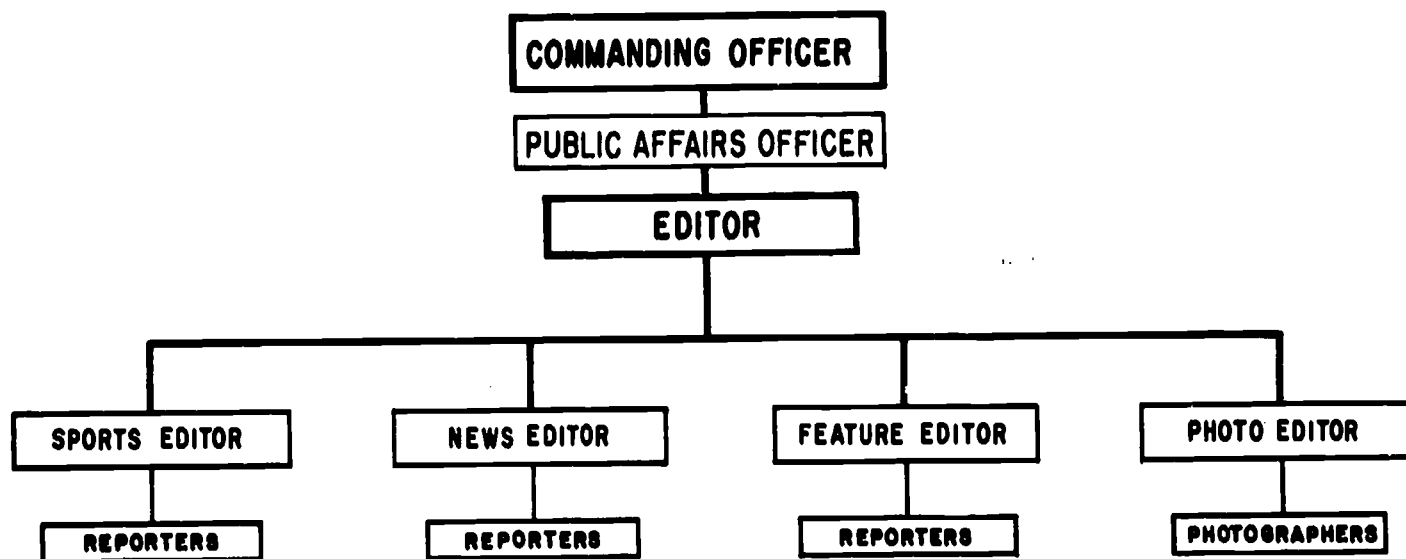 COMMANDING OFFICER
PUBLIC AFFAIRS OFFICER
EDITOR
SPORTS EDITOR
NEWS EDITOR
FEATURE EDITOR
PHOTO EDITOR
REPORTERS
REPORTERS
REPORTERS
PHOTOGRAPHERS